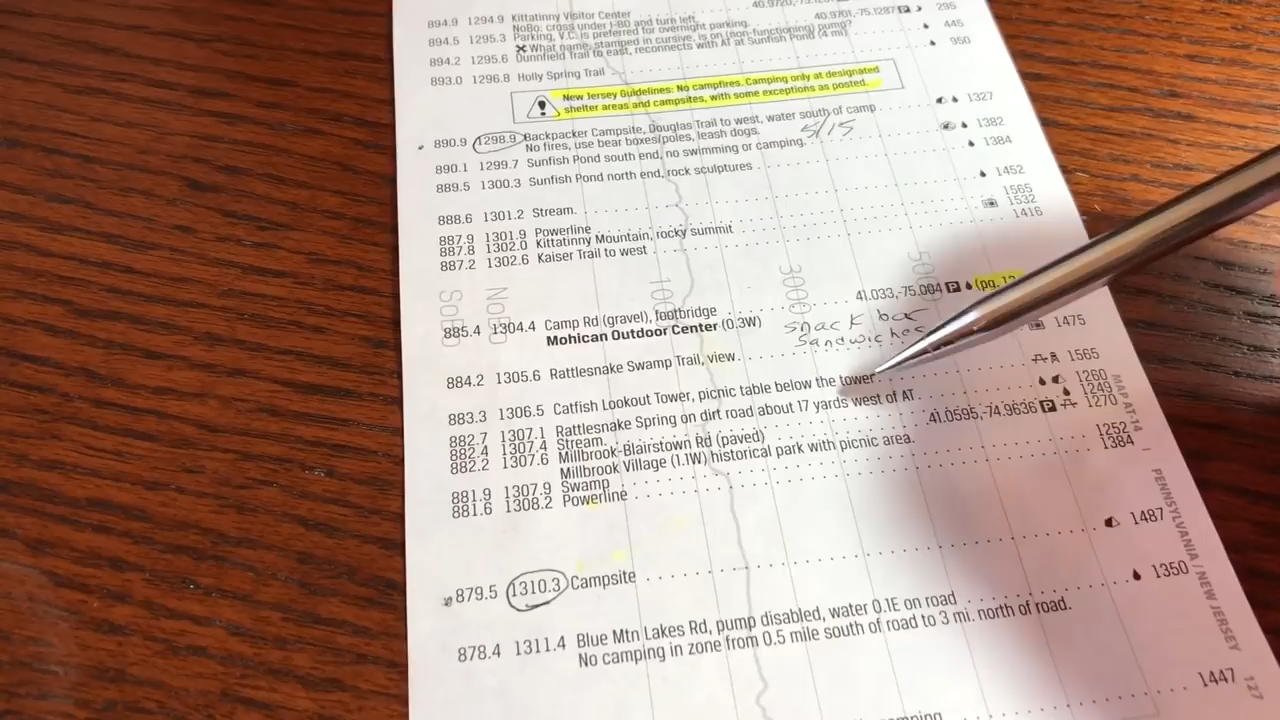 40.9720,-75.12
894.9 1294.9 Kittatinny Visitor Center
NoBo: cross under I-80 and turn left.
894.5 1295.3 Parking, V.C. is preferred for overnight parking. 40.9701,-75.1287 P 295
What name, stamped in cursive, is on (non-functioning) pump?
894.2 1295.6 Dunnfield Trail to east, reconnects with AT at Sunfish Pond (4 mi) 445
893.0 1296.8 Holly Spring Trail 950
New Jersey Guidelines: No campfires. Camping only at designated
shelter areas and campsites, with some exceptions as posted.
890.9 1298.9 Backpacker Campsite, Douglas Trail to west, water south of camp 1327
No fires, use bear boxes/poles, leash dogs. 5/15
890.1 1299.7 Sunfish Pond south end, no swimming or camping. 1382
889.5 1300.3 Sunfish Pond north end, rock sculptures 1384
888.6 1301.2 Stream. 1452
887.9 1301.9 Powerline 1565
887.8 1302.0 Kittatinny Mountain, rocky summit 1532
887.2 1302.6 Kaiser Trail to west 1416
SoBo NoBo 100 3000 5000
885.4 1304.4 Camp Rd (gravel), footbridge 41.033,-75.004 P (pg. 12
Mohican Outdoor Center (0.3W) snack bar
sandwiches
884.2 1305.6 Rattlesnake Swamp Trail, view. 1475
883.3 1306.5 Catfish Lookout Tower, picnic table below the tower 1565
882.7 1307.1 Rattlesnake Spring on dirt road about 17 yards west of AT 1260
882.4 1307.4 Stream. 1249
882.2 1307.6 Millbrook-Blairstown Rd (paved) 41.0595,-74.9636 P 1270
Millbrook Village (1.1W) historical park with picnic area.
881.9 1307.9 Swamp 1252
881.6 1308.2 Powerline 1384
879.5 1310.3 Campsite 1487
878.4 1311.4 Blue Mtn Lakes Rd, pump disabled, water 0.1E on road 1350
No camping in zone from 0.5 mile south of road to 3 mi. north of road.
1447
MAP AT-14
PENNSYLVANIA / NEW JERSEY
127